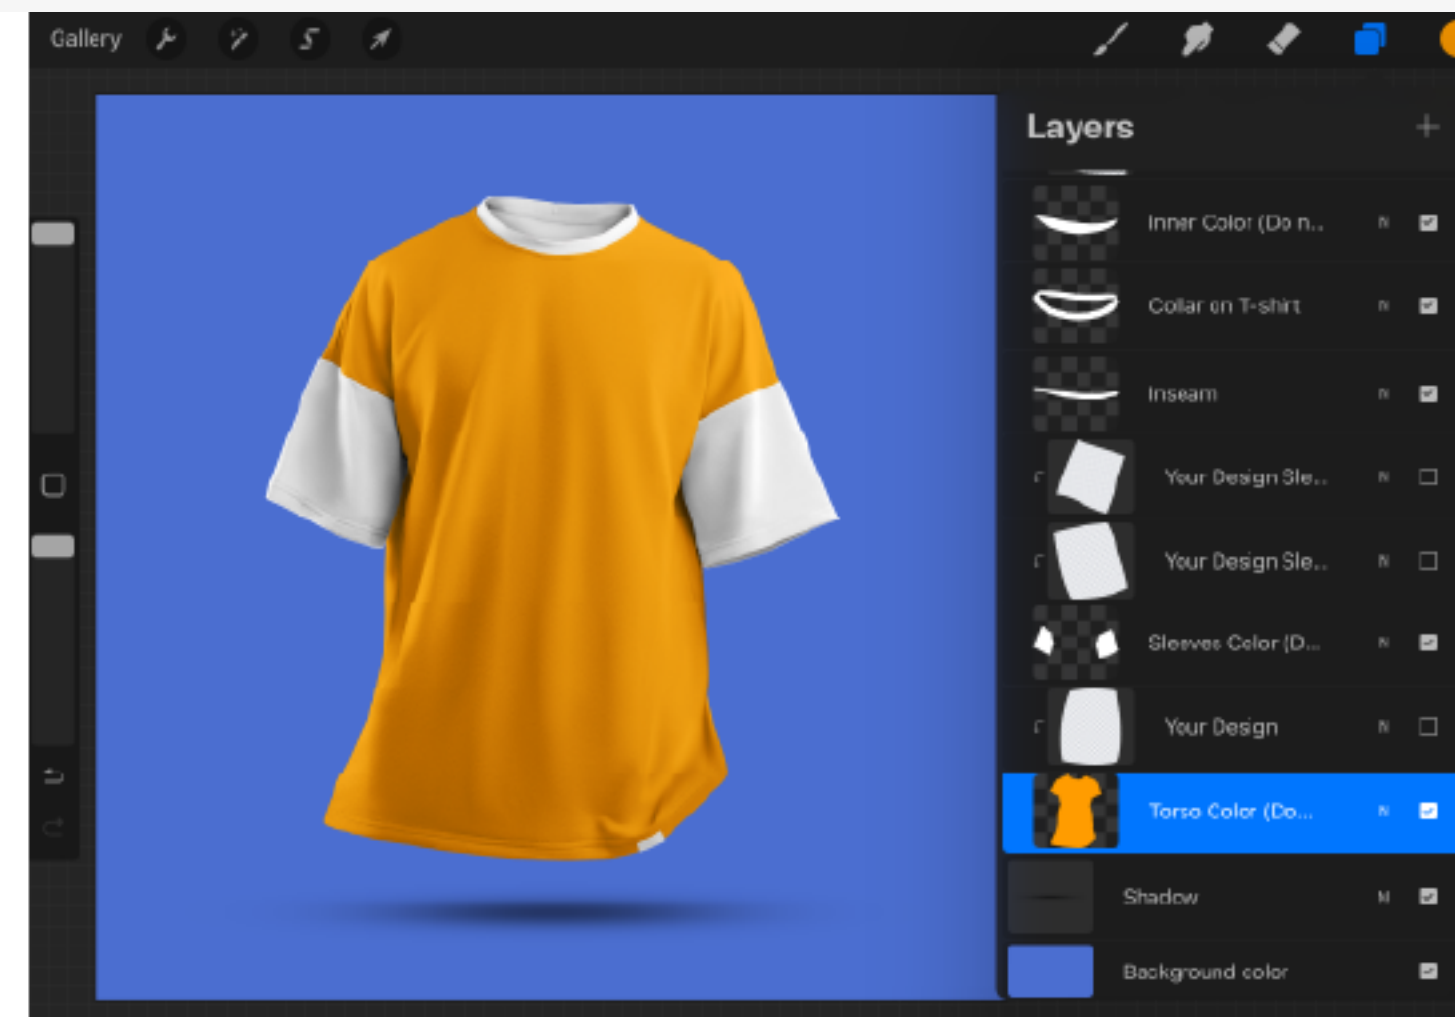 Gallery
Layers
Inner Color (Do n...
N
Collar on T-shirt
N
Inseam
N
Your Design Sle...
N
Your Design Sle...
N
Sleeves Color (D...
N
Your Design
N
Torso Color (Do...
N
Shadow
N
Background color